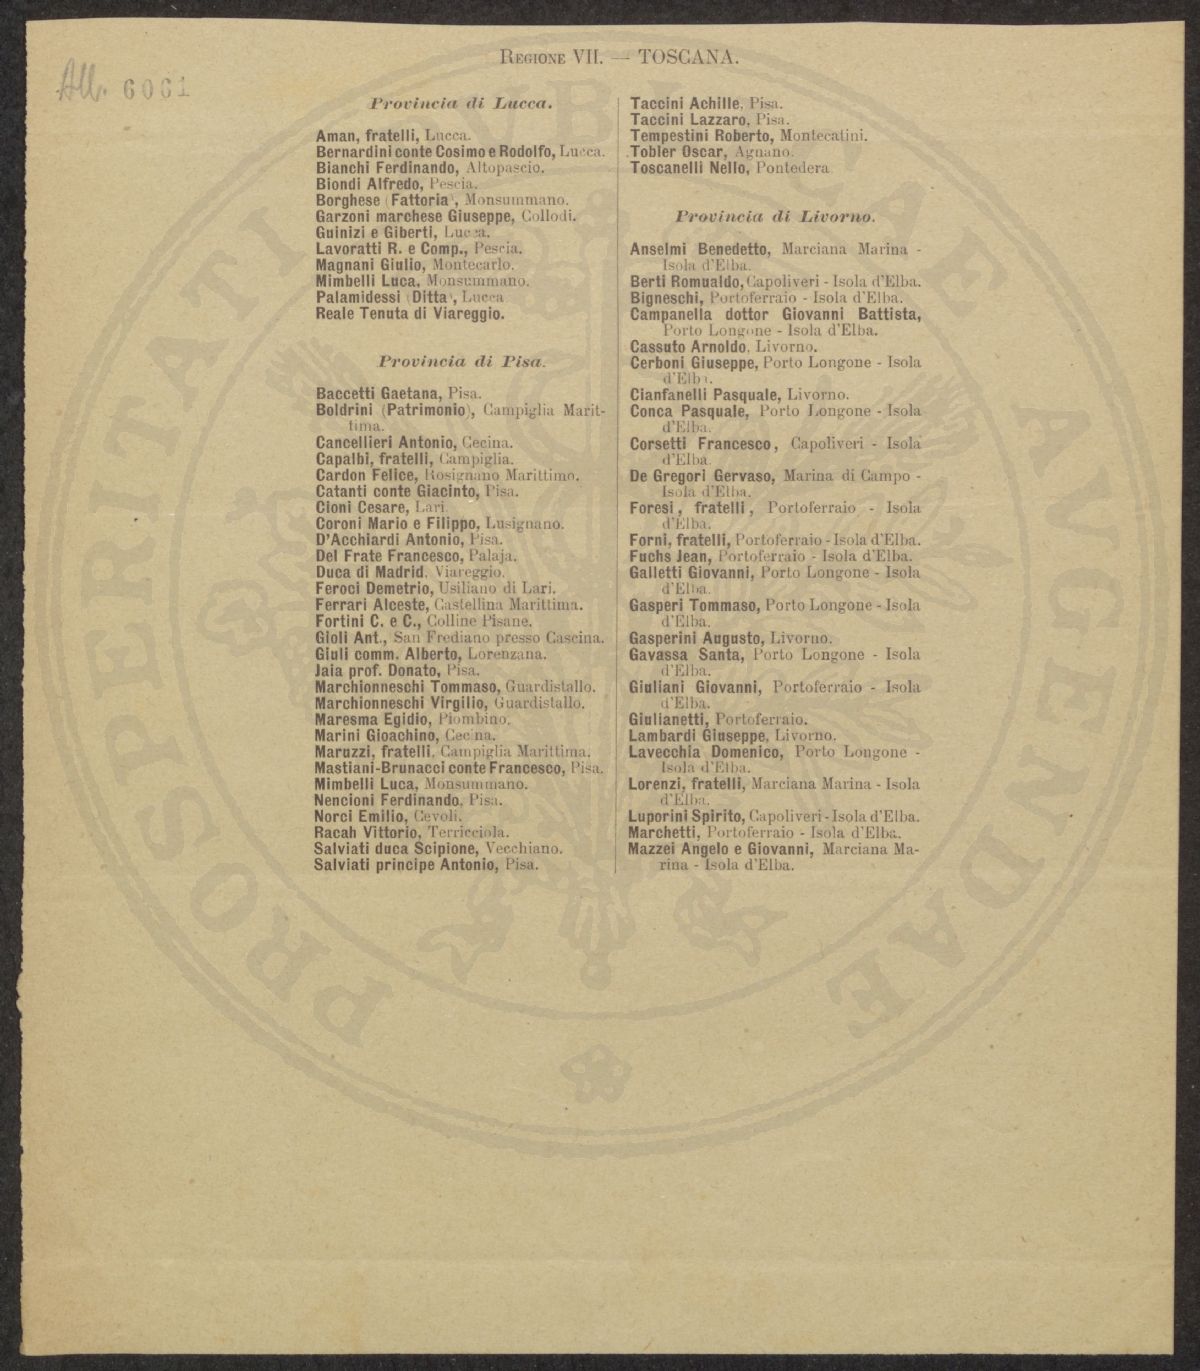 REGIONE VII. — TOSCANA.
All. 6061
Provincia di Lucca.
Aman, fratelli, Lucca.
Bernardini conte Cosimo e Rodolfo, Lucca.
Bianchi Ferdinando, Altopascio.
Biondi Alfredo, Pescia.
Borghese (Fattoria), Monsummano.
Garzoni marchese Giuseppe, Collodi.
Guinizi e Giberti, Lucca.
Lavoratti R. e Comp., Pescia.
Magnani Giulio, Montecarlo.
Mimbelli Luca, Monsummano.
Palamidessi (Ditta), Lucca
Reale Tenuta di Viareggio.
Provincia di Pisa.
Baccetti Gaetana, Pisa.
Boldrini (Patrimonio), Campiglia Marit-
tima.
Cancellieri Antonio, Cecina.
Capalbi, fratelli, Campiglia.
Cardon Felice, Rosignano Marittimo.
Catanti conte Giacinto, Pisa.
Cioni Cesare, Lari.
Coroni Mario e Filippo, Lusignano.
D'Acchiardi Antonio, Pisa.
Del Frate Francesco, Palaja.
Duca di Madrid, Viareggio.
Feroci Demetrio, Usiliano di Lari.
Ferrari Alceste, Castellina Marittima.
Fortini C. e C., Colline Pisane.
Gioli Ant., San Frediano presso Cascina.
Giuli comm. Alberto, Lorenzana.
Jaia prof. Donato, Pisa.
Marchionneschi Tommaso, Guardistallo.
Marchionneschi Virgilio, Guardistallo.
Maresma Egidio, Piombino.
Marini Gioachino, Cecina.
Maruzzi, fratelli, Campiglia Marittima.
Mastiani-Brunacci conte Francesco, Pisa.
Mimbelli Luca, Monsummano.
Nencioni Ferdinando, Pisa.
Norci Emilio, Cevoli.
Racah Vittorio, Terricciola.
Salviati duca Scipione, Vecchiano.
Salviati principe Antonio, Pisa.
Taccini Achille, Pisa.
Taccini Lazzaro, Pisa.
Tempestini Roberto, Montecatini.
Tobler Oscar, Agnano.
Toscanelli Nello, Pontedera
Provincia di Livorno.
Anselmi Benedetto, Marciana Marina -
Isola d'Elba.
Berti Romualdo, Capoliveri - Isola d'Elba.
Bigneschi, Portoferraio - Isola d'Elba.
Campanella dottor Giovanni Battista,
Porto Longone - Isola d'Elba.
Cassuto Arnoldo, Livorno.
Cerboni Giuseppe, Porto Longone - Isola
d'Elba.
Cianfanelli Pasquale, Livorno.
Conca Pasquale, Porto Longone - Isola
d'Elba.
Corsetti Francesco, Capoliveri - Isola
d'Elba.
De Gregori Gervaso, Marina di Campo -
Isola d'Elba.
Foresi, fratelli, Portoferraio - Isola
d'Elba.
Forni, fratelli, Portoferraio - Isola d'Elba.
Fuchs Jean, Portoferraio - Isola d'Elba.
Galletti Giovanni, Porto Longone - Isola
d'Elba.
Gasperi Tommaso, Porto Longone - Isola
d'Elba.
Gasperini Augusto, Livorno.
Gavassa Santa, Porto Longone - Isola
d'Elba.
Giuliani Giovanni, Portoferraio - Isola
d'Elba.
Giulianetti, Portoferraio.
Lambardi Giuseppe, Livorno.
Lavecchia Domenico, Porto Longone -
Isola d'Elba.
Lorenzi, fratelli, Marciana Marina - Isola
d'Elba.
Luporini Spirito, Capoliveri - Isola d'Elba.
Marchetti, Portoferraio - Isola d'Elba.
Mazzei Angelo e Giovanni, Marciana Ma-
rina - Isola d'Elba.
PROSPERITATI PUBLICAE AUGENDAE